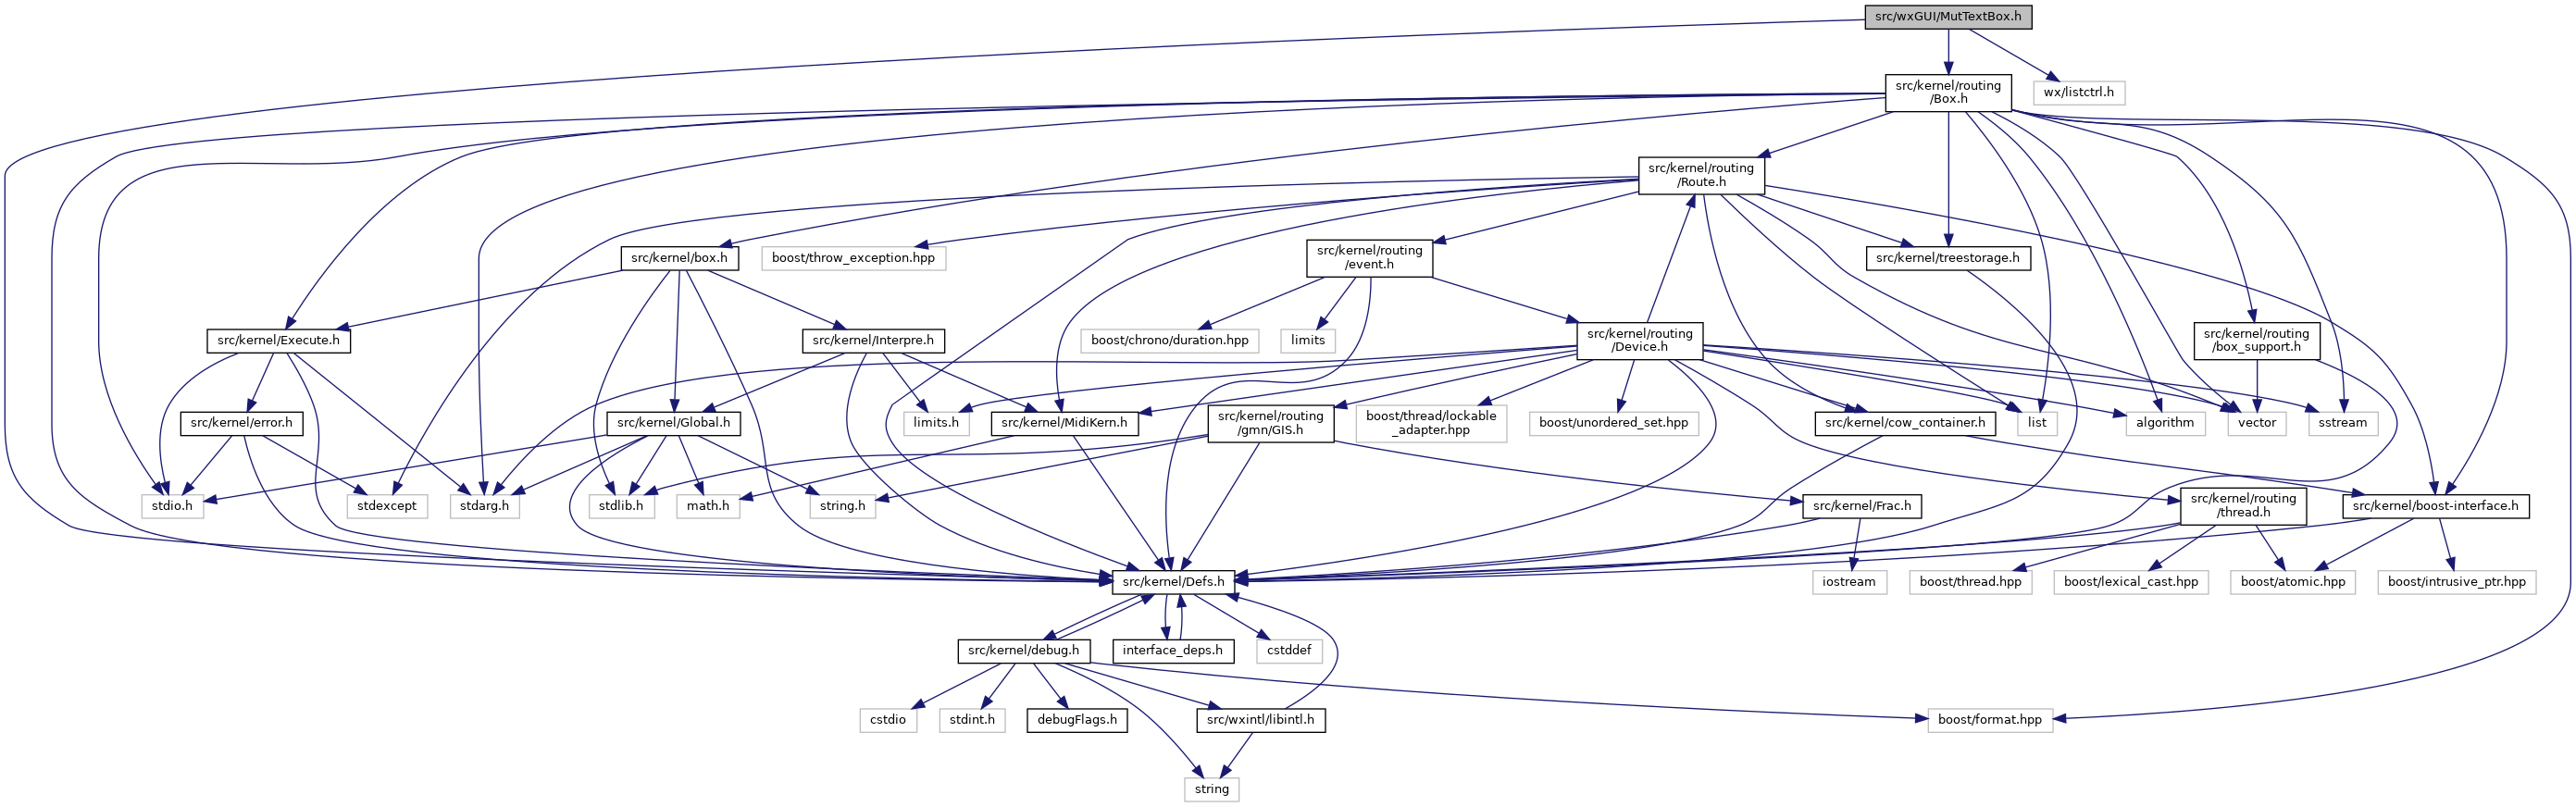 src/wxGUI/MutTextBox.h
src/kernel/routing
/Box.h
wx/listctrl.h
src/kernel/routing
/Route.h
src/kernel/box.h
boost/throw_exception.hpp
src/kernel/routing
/event.h
src/kernel/treestorage.h
src/kernel/Execute.h
src/kernel/Interpre.h
boost/chrono/duration.hpp
limits
src/kernel/routing
/Device.h
src/kernel/routing
/box_support.h
src/kernel/error.h
src/kernel/Global.h
limits.h
src/kernel/MidiKern.h
src/kernel/routing
/gmn/GIS.h
boost/thread/lockable
_adapter.hpp
boost/unordered_set.hpp
src/kernel/cow_container.h
list
algorithm
vector
sstream
stdio.h
stdexcept
stdarg.h
stdlib.h
math.h
string.h
src/kernel/Frac.h
src/kernel/routing
/thread.h
src/kernel/boost-interface.h
src/kernel/Defs.h
iostream
boost/thread.hpp
boost/lexical_cast.hpp
boost/atomic.hpp
boost/intrusive_ptr.hpp
src/kernel/debug.h
interface_deps.h
cstddef
cstdio
stdint.h
debugFlags.h
src/wxintl/libintl.h
boost/format.hpp
string